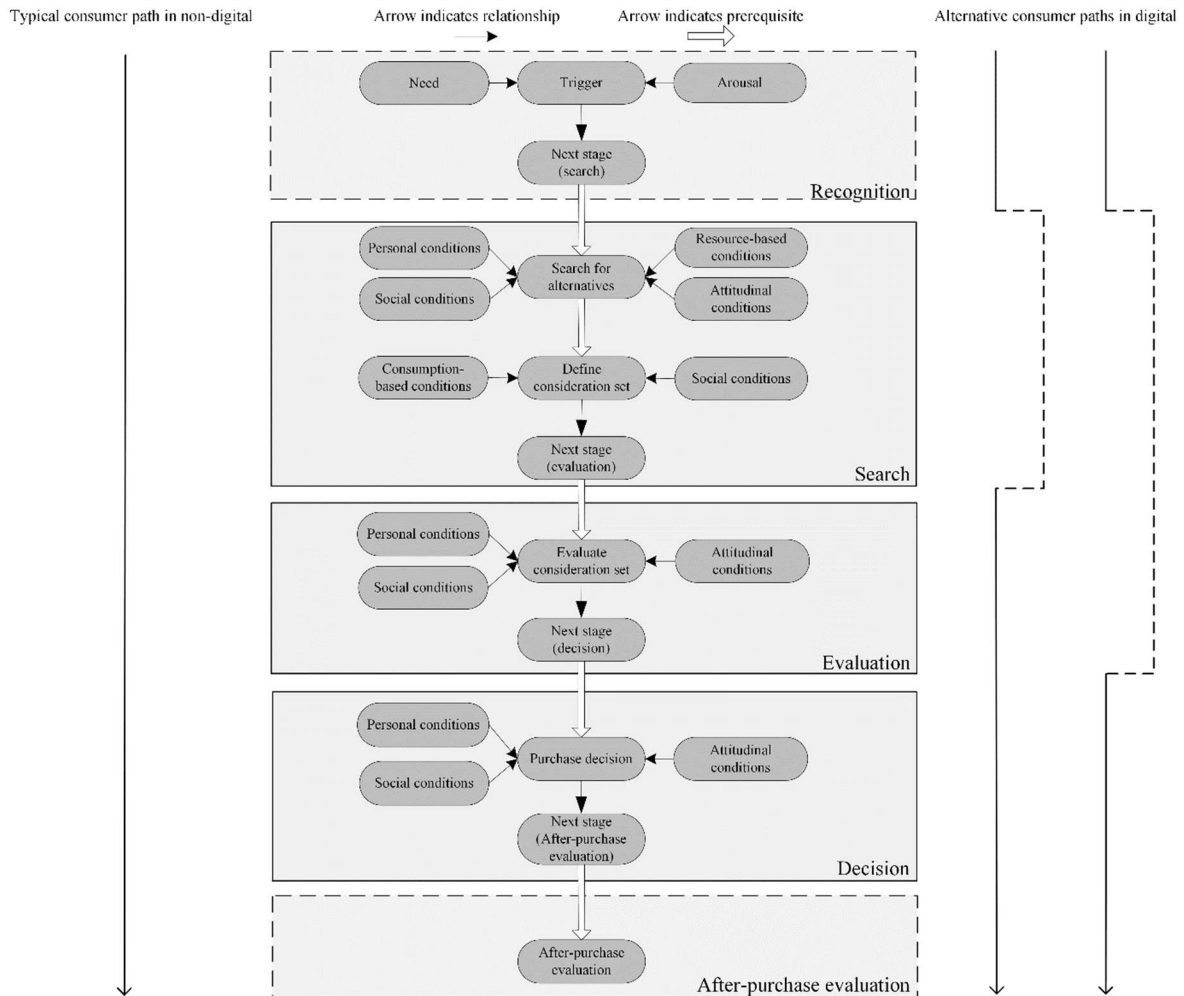 Typical consumer path in non-digital
Arrow indicates relationship
Arrow indicates prerequisite
Alternative consumer paths in digital
Need
Trigger
Arousal
Next stage
(search)
Recognition
Personal conditions
Resource-based
conditions
Search for
alternatives
Social conditions
Attitudinal
conditions
Consumption-
based conditions
Define
consideration set
Social conditions
Next stage
(evaluation)
Search
Personal conditions
Evaluate
consideration set
Attitudinal
conditions
Social conditions
Next stage
(decision)
Evaluation
Personal conditions
Purchase decision
Attitudinal
conditions
Social conditions
Next stage
(After-purchase
evaluation)
Decision
After-purchase
evaluation
After-purchase evaluation